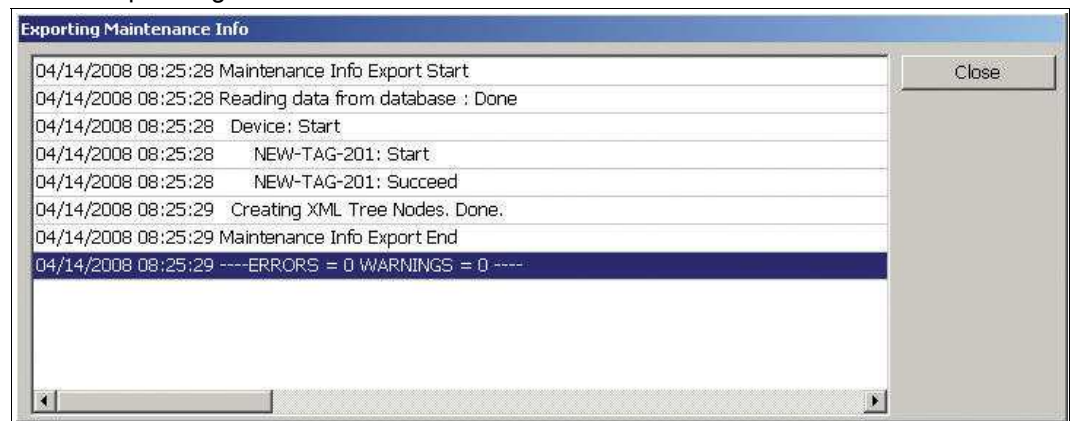 Exporting Maintenance Info
04/14/2008 08:25:28 Maintenance Info Export Start
Close
04/14/2008 08:25:28 Reading data from database : Done
04/14/2008 08:25:28 Device: Start
04/14/2008 08:25:28 NEW-TAG-201: Start
04/14/2008 08:25:28 NEW-TAG-201: Succeed
04/14/2008 08:25:29 Creating XML Tree Nodes. Done.
04/14/2008 08:25:29 Maintenance Info Export End
04/14/2008 08:25:29 ----ERRORS = 0 WARNINGS = 0 ----